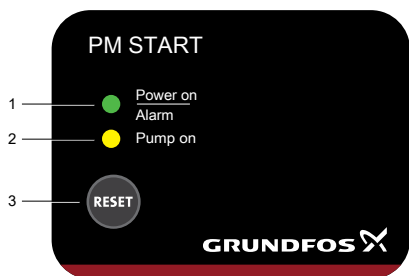 PM START
1
Power on
Alarm
2
Pump on
3
RESET
GRUNDFOS